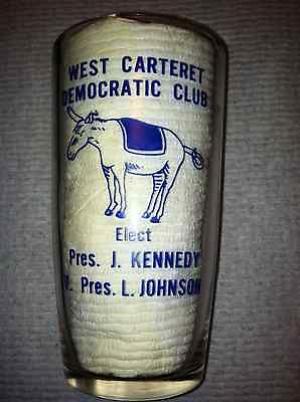 WEST CARTERET
DEMOCRATIC CLUB
Elect
Pres. J. KENNEDY
V. Pres. L. JOHNSON